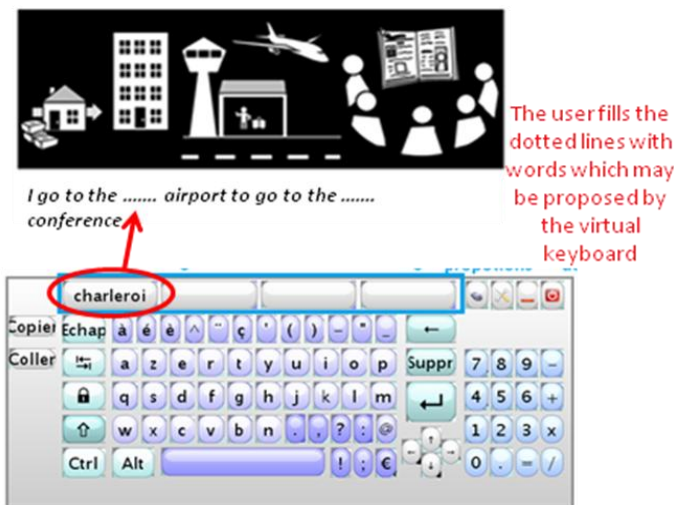 I go to the ....... airport to go to the .......
conference
The user fills the
dotted lines with
words which may
be proposed by
the virtual
keyboard
charleroi
Copier Echap à é è ^ ¨ ç ' ( ) - " _ ←
Coller a z e r t y u i o p Suppr 7 8 9 -
q s d f g h j k l m 4 5 6 +
w x c v b n . , ? : @ 1 2 3 x
Ctrl Alt ! ; € 0 . = /